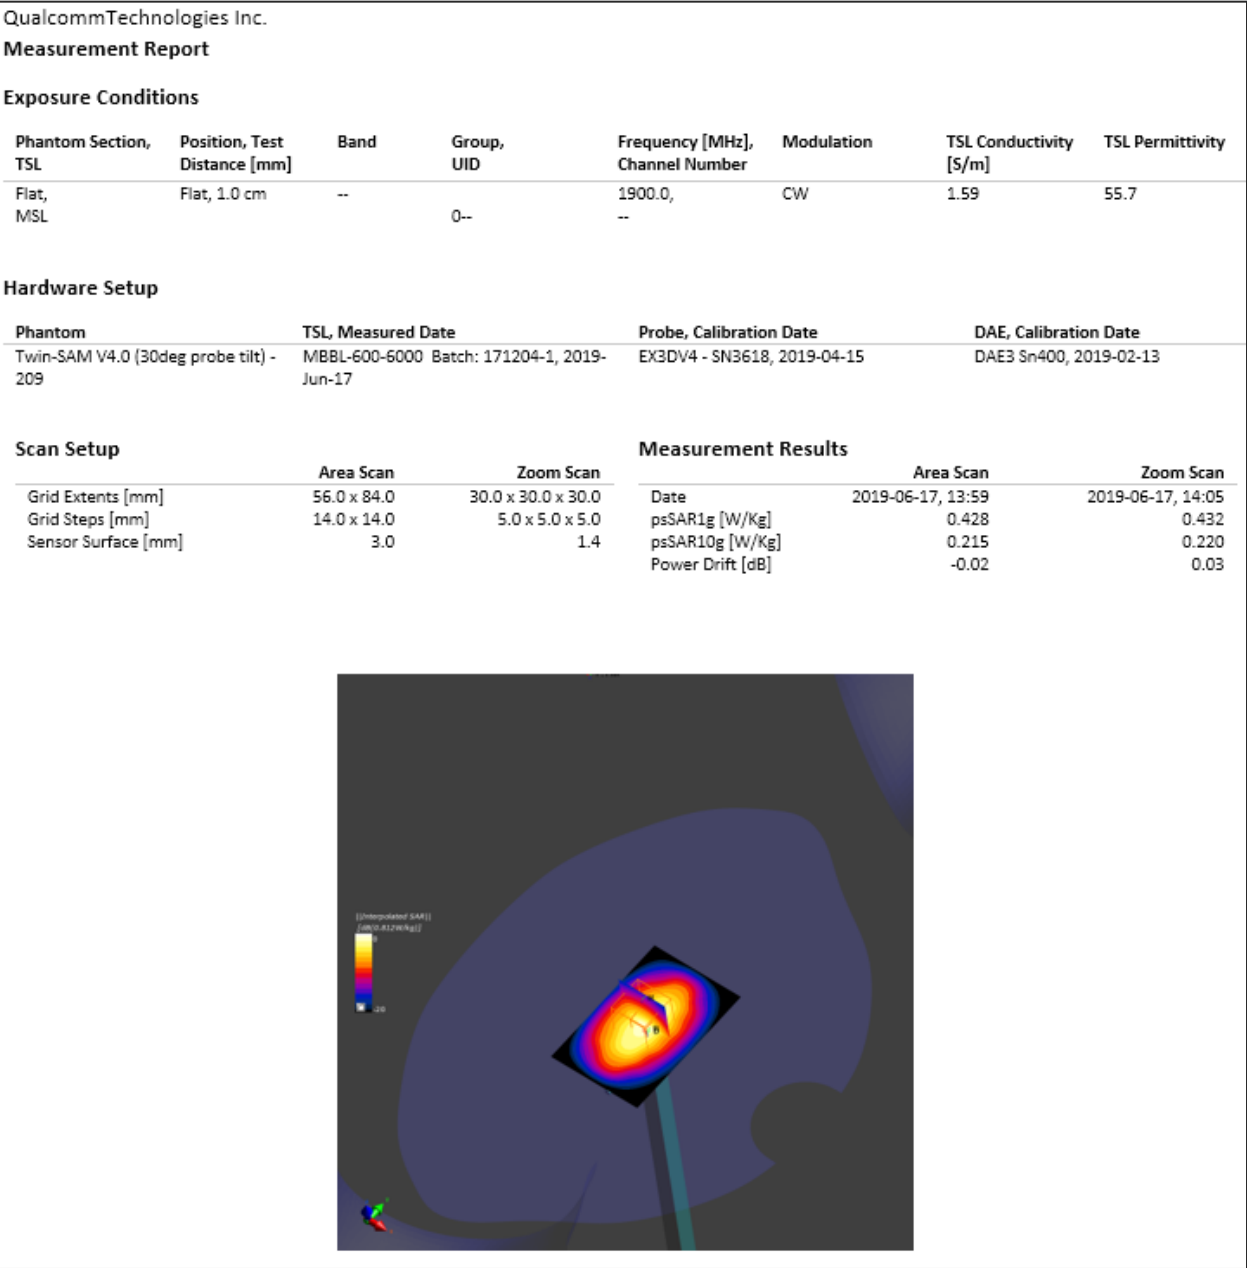 QualcommTechnologies Inc.
Measurement Report
Exposure Conditions
Phantom Section, TSL Position, Test Distance [mm] Band Group, UID Frequency [MHz], Channel Number Modulation TSL Conductivity [S/m] TSL Permittivity
Flat, MSL Flat, 1.0 cm -- 0-- 1900.0, -- CW 1.59 55.7
Hardware Setup
Phantom TSL, Measured Date Probe, Calibration Date DAE, Calibration Date
Twin-SAM V4.0 (30deg probe tilt) - 209 MBBL-600-6000 Batch: 171204-1, 2019-Jun-17 EX3DV4 - SN3618, 2019-04-15 DAE3 Sn400, 2019-02-13
Scan Setup
Area Scan Zoom Scan
Grid Extents [mm] 56.0 x 84.0 30.0 x 30.0 x 30.0
Grid Steps [mm] 14.0 x 14.0 5.0 x 5.0 x 5.0
Sensor Surface [mm] 3.0 1.4
Measurement Results
Area Scan Zoom Scan
Date 2019-06-17, 13:59 2019-06-17, 14:05
psSAR1g [W/Kg] 0.428 0.432
psSAR10g [W/Kg] 0.215 0.220
Power Drift [dB] -0.02 0.03
||Interpolated SAR||
[dB(0.812W/kg)]
0
-20